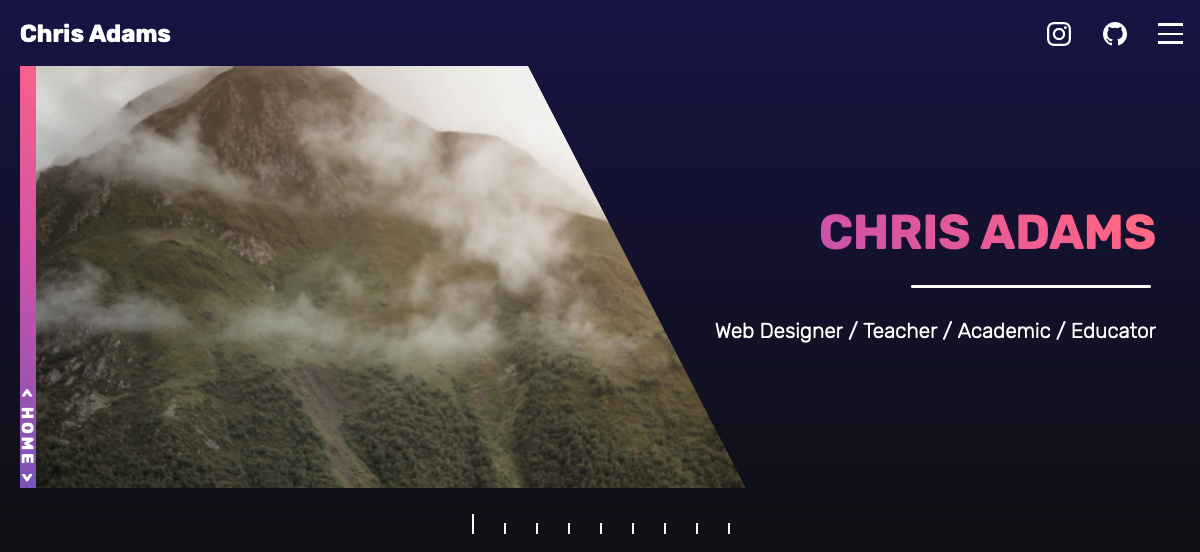 Chris Adams
CHRIS ADAMS
Web Designer / Teacher / Academic / Educator
< HOME >